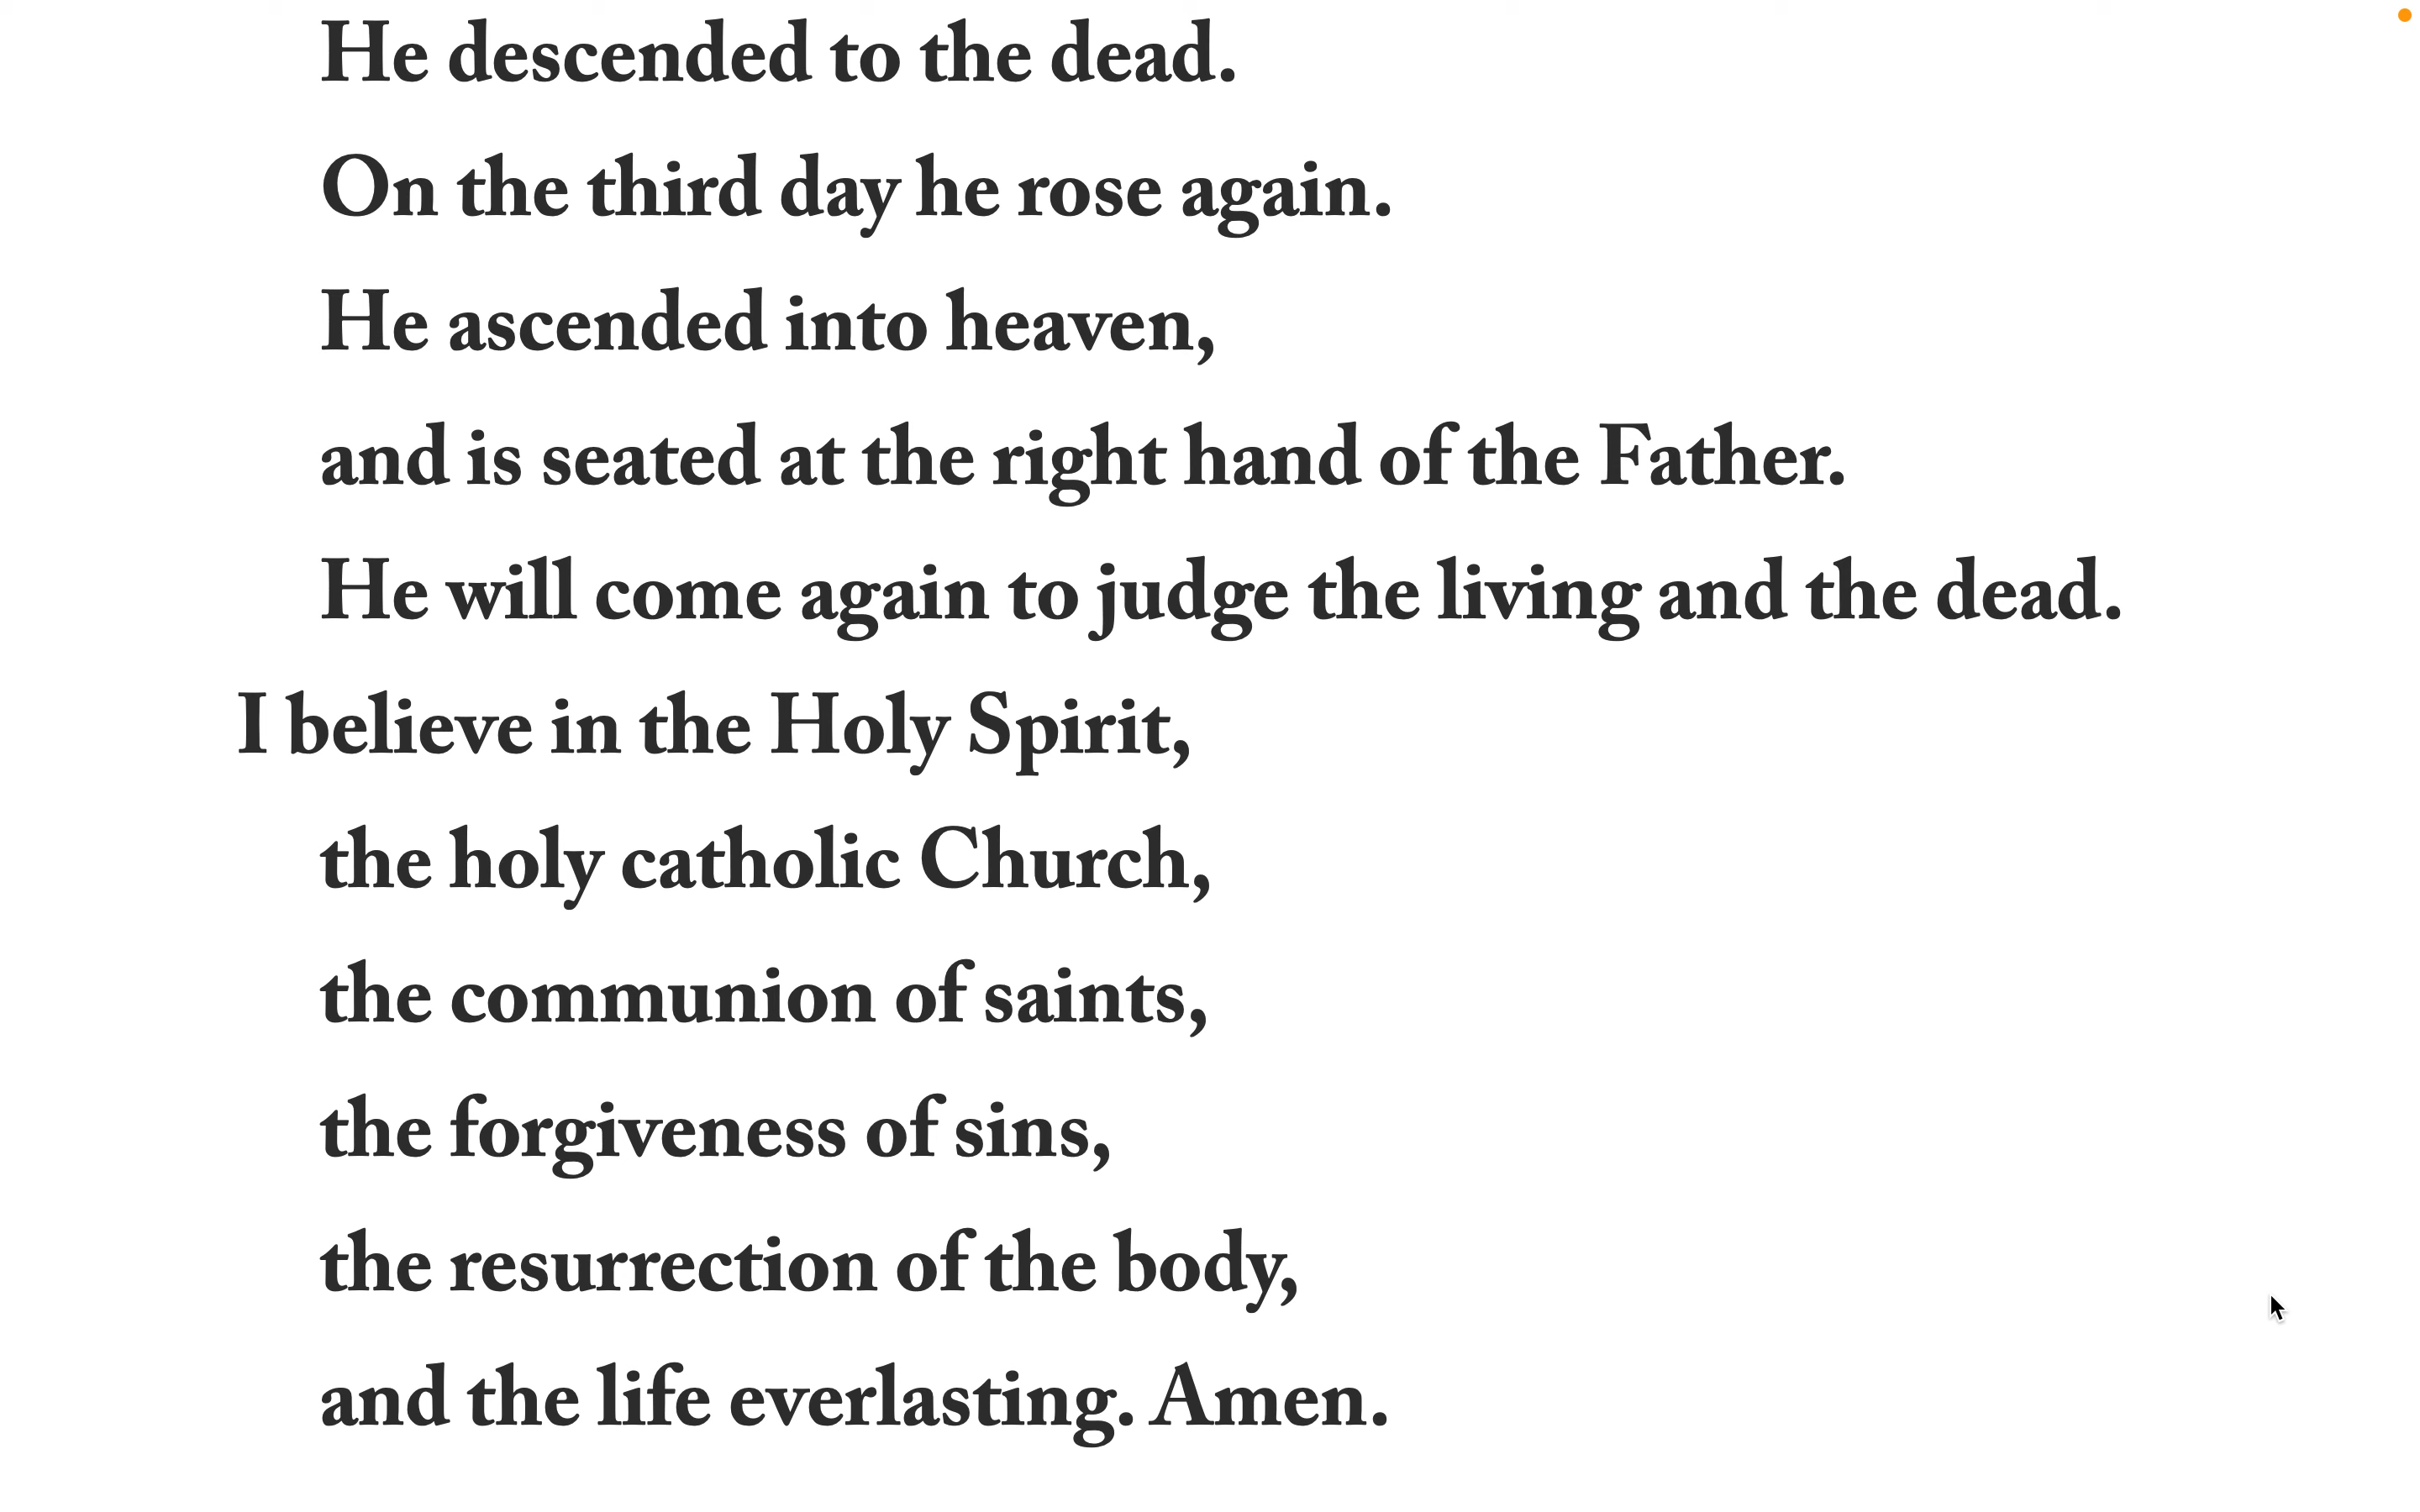 He descended to the dead.
On the third day he rose again.
He ascended into heaven,
and is seated at the right hand of the Father.
He will come again to judge the living and the dead.
I believe in the Holy Spirit,
the holy catholic Church,
the communion of saints,
the forgiveness of sins,
the resurrection of the body,
and the life everlasting. Amen.